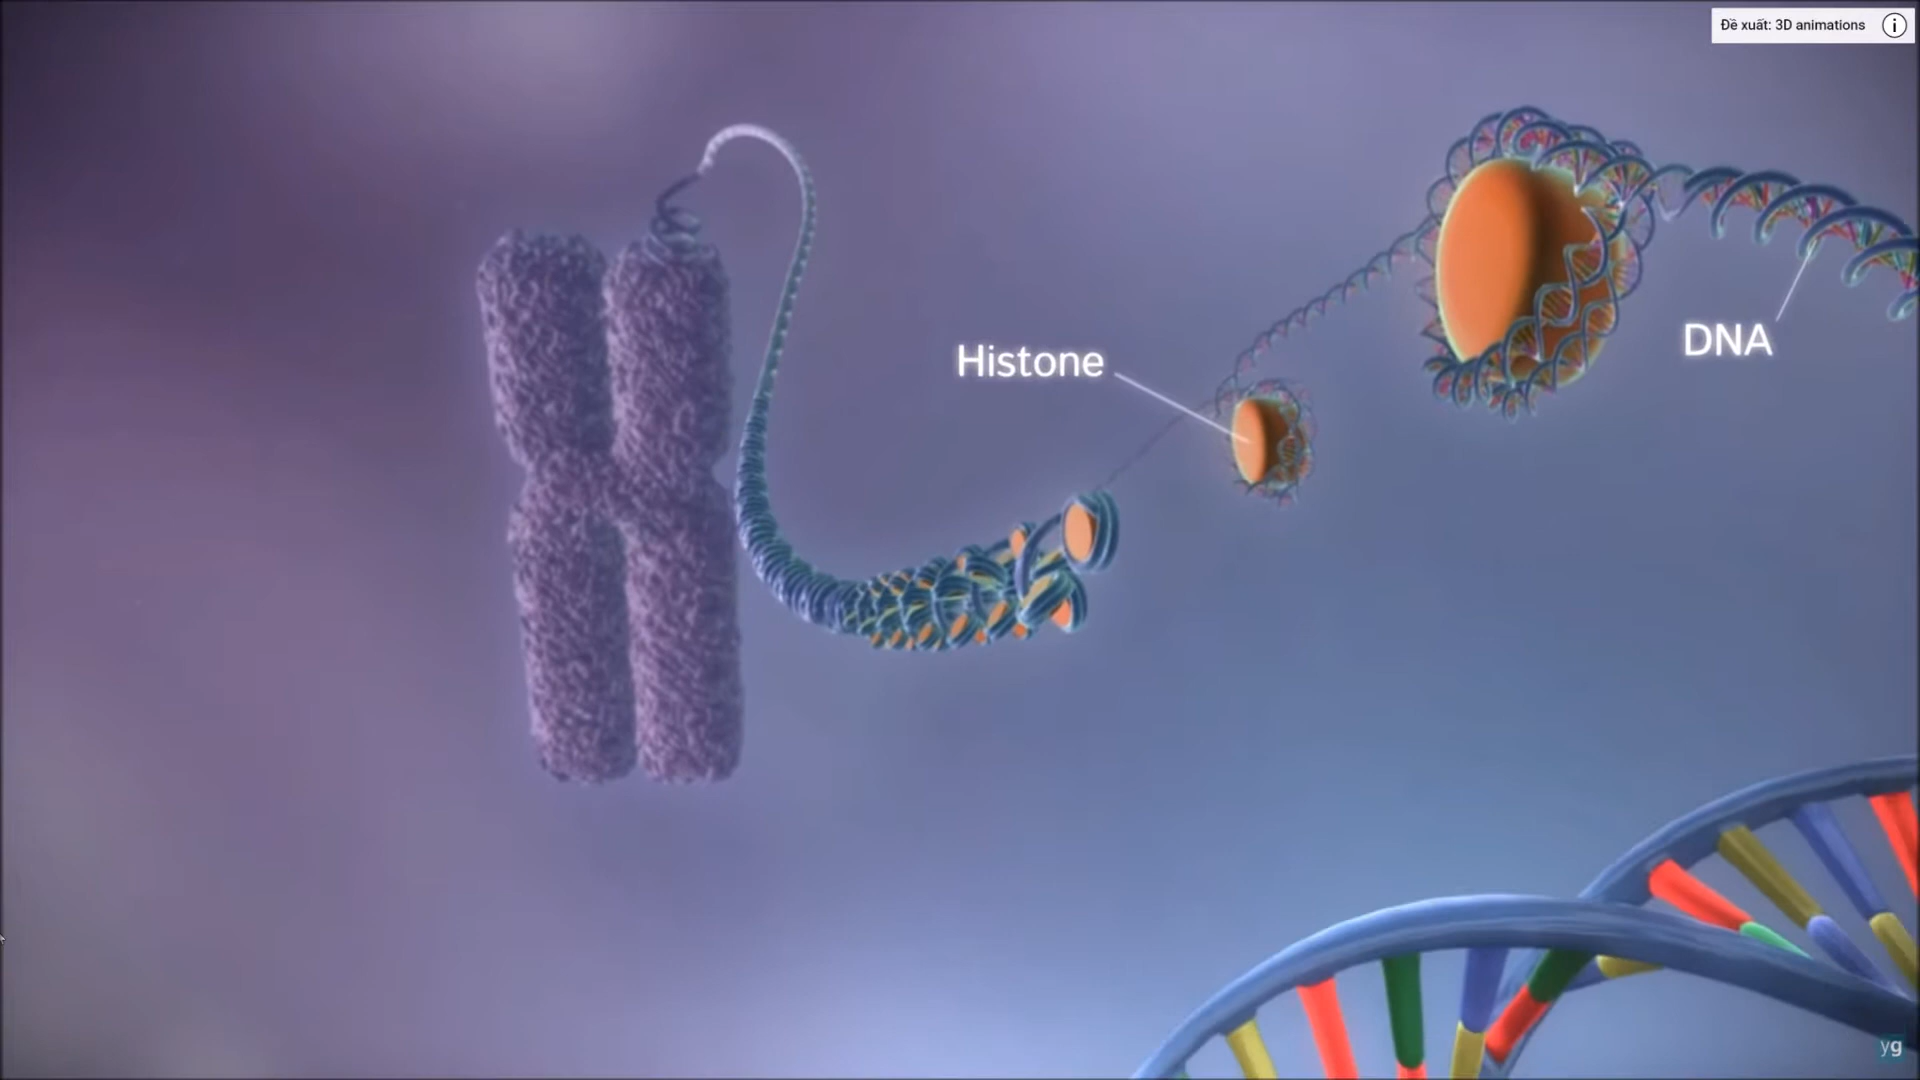 Đề xuất: 3D animations
Histone
DNA
yg